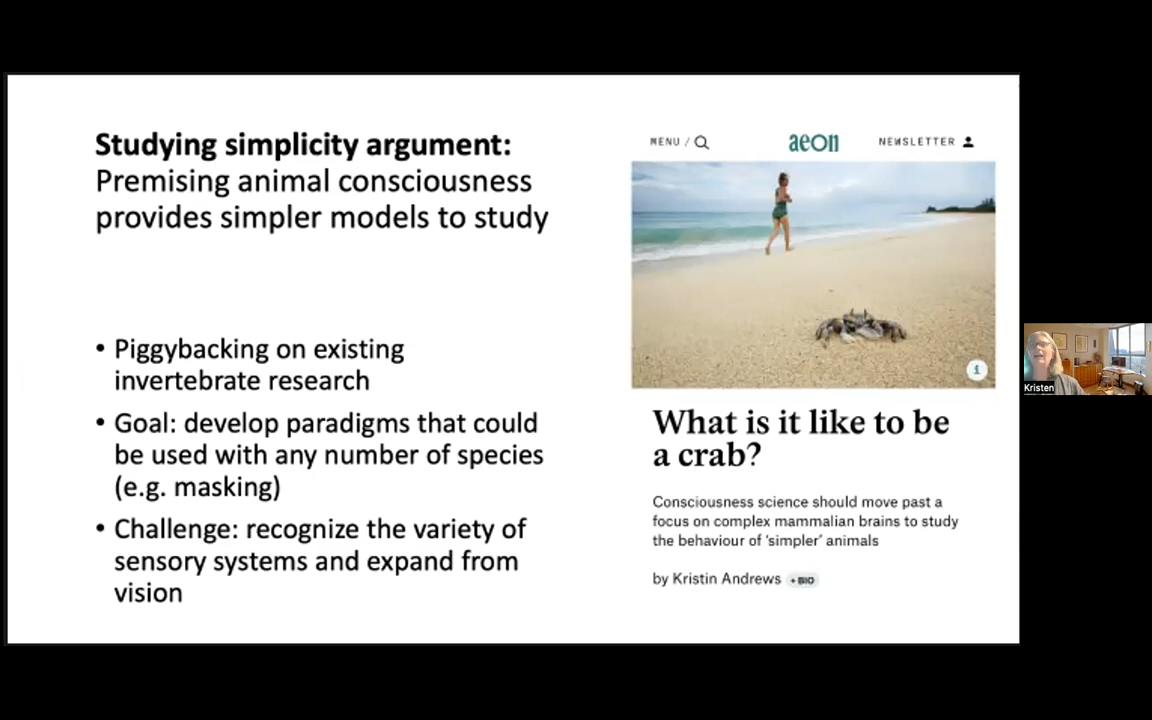 Studying simplicity argument:
Premising animal consciousness
provides simpler models to study
• Piggybacking on existing
invertebrate research
• Goal: develop paradigms that could
be used with any number of species
(e.g. masking)
• Challenge: recognize the variety of
sensory systems and expand from
vision
MENU /
aeon
NEWSLETTER
i
What is it like to be
a crab?
Consciousness science should move past a
focus on complex mammalian brains to study
the behaviour of ‘simpler’ animals
by Kristin Andrews + BIO
Kristen